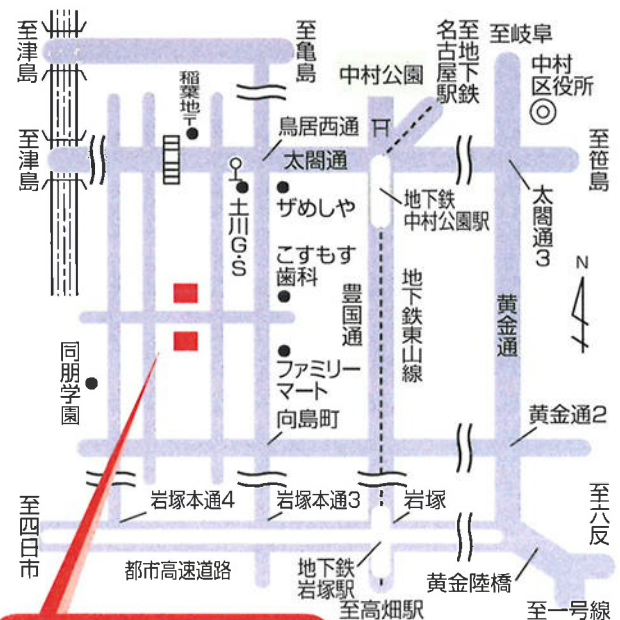 至津島
至亀島
中村公園
至地下鉄
名古屋駅
至岐阜
中村
区役所
稲葉地〒
至津島
鳥居西通
太閤通
至笹島
土川G・S
ザめしや
地下鉄
中村公園駅
太閤通3
こすもす
歯科
N
豊国通
地下鉄東山線
黄金通
同朋学園
ファミリー
マート
向島町
黄金通2
岩塚本通4
岩塚本通3
岩塚
至四日市
至六反
都市高速道路
地下鉄
岩塚駅
黄金陸橋
至高畑駅
至一号線